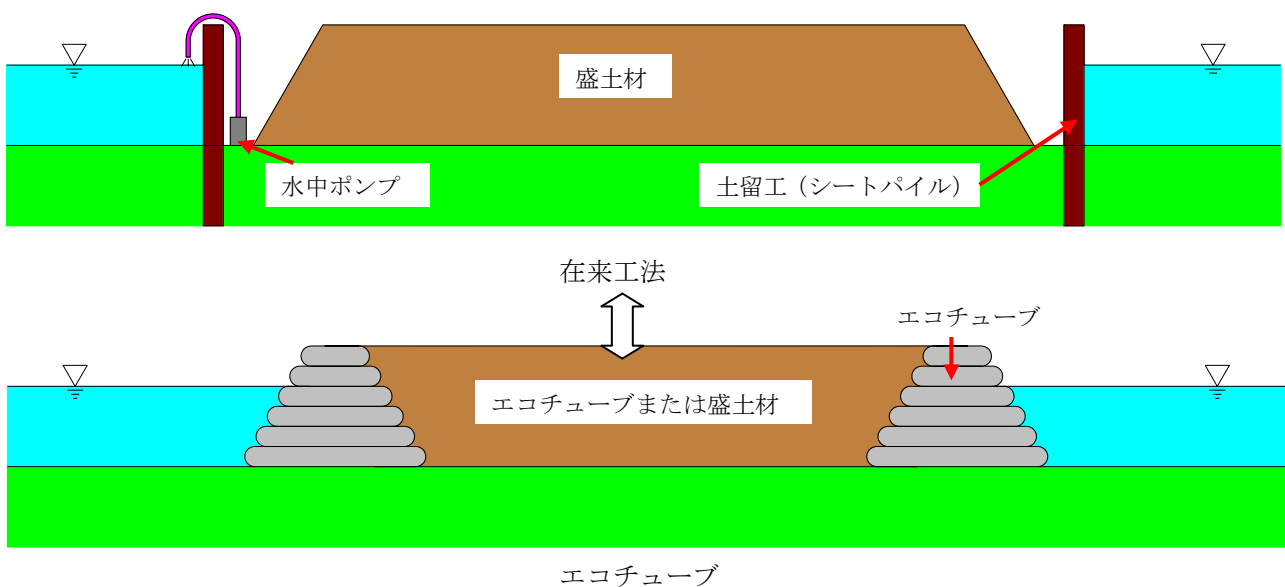 盛土材
水中ポンプ
土留工（シートパイル）
在来工法
エコチューブ
エコチューブまたは盛土材
エコチューブ